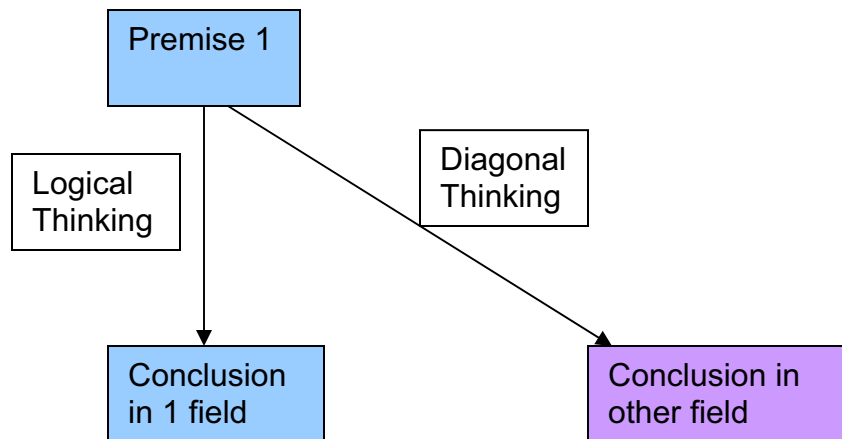 Premise 1
Logical
Thinking
Diagonal
Thinking
Conclusion
in 1 field
Conclusion in
other field